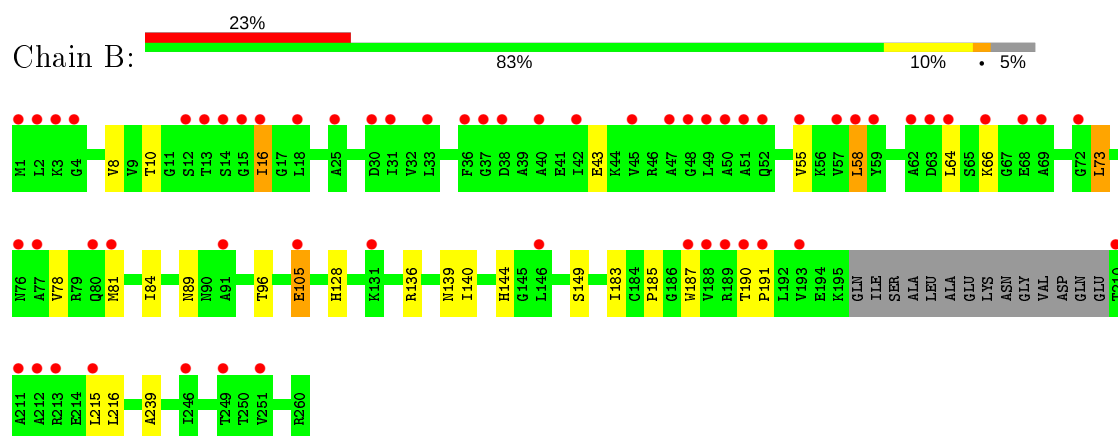 23%
Chain B:
83% 10% • 5%
M1 L2 K3 G4 V8 V9 T10 G11 S12 T13 S14 G15 I16 G17 L18 A25 D30 I31 V32 L33 F36 G37 D38 A39 A40 E41 I42 E43 K44 V45 R46 A47 G48 L49 A50 A51 Q52 V55 K56 V57 L58 Y59 A62 D63 L64 S65 K66 G67 E68 A69 G72 L73
N76 A77 V78 R79 Q80 M81 I84 N89 N90 A91 T96 E105 H128 K131 R136 N139 I140 H144 G145 L146 S149 I183 C184 P185 G186 W187 V188 R189 T190 P191 L192 V193 E194 K195 GLN ILE SER ALA LEU ALA GLU LYS ASN GLY VAL ASP GLN GLU T210
A211 A212 R213 E214 L215 L216 A239 I246 T249 T250 V251 R260